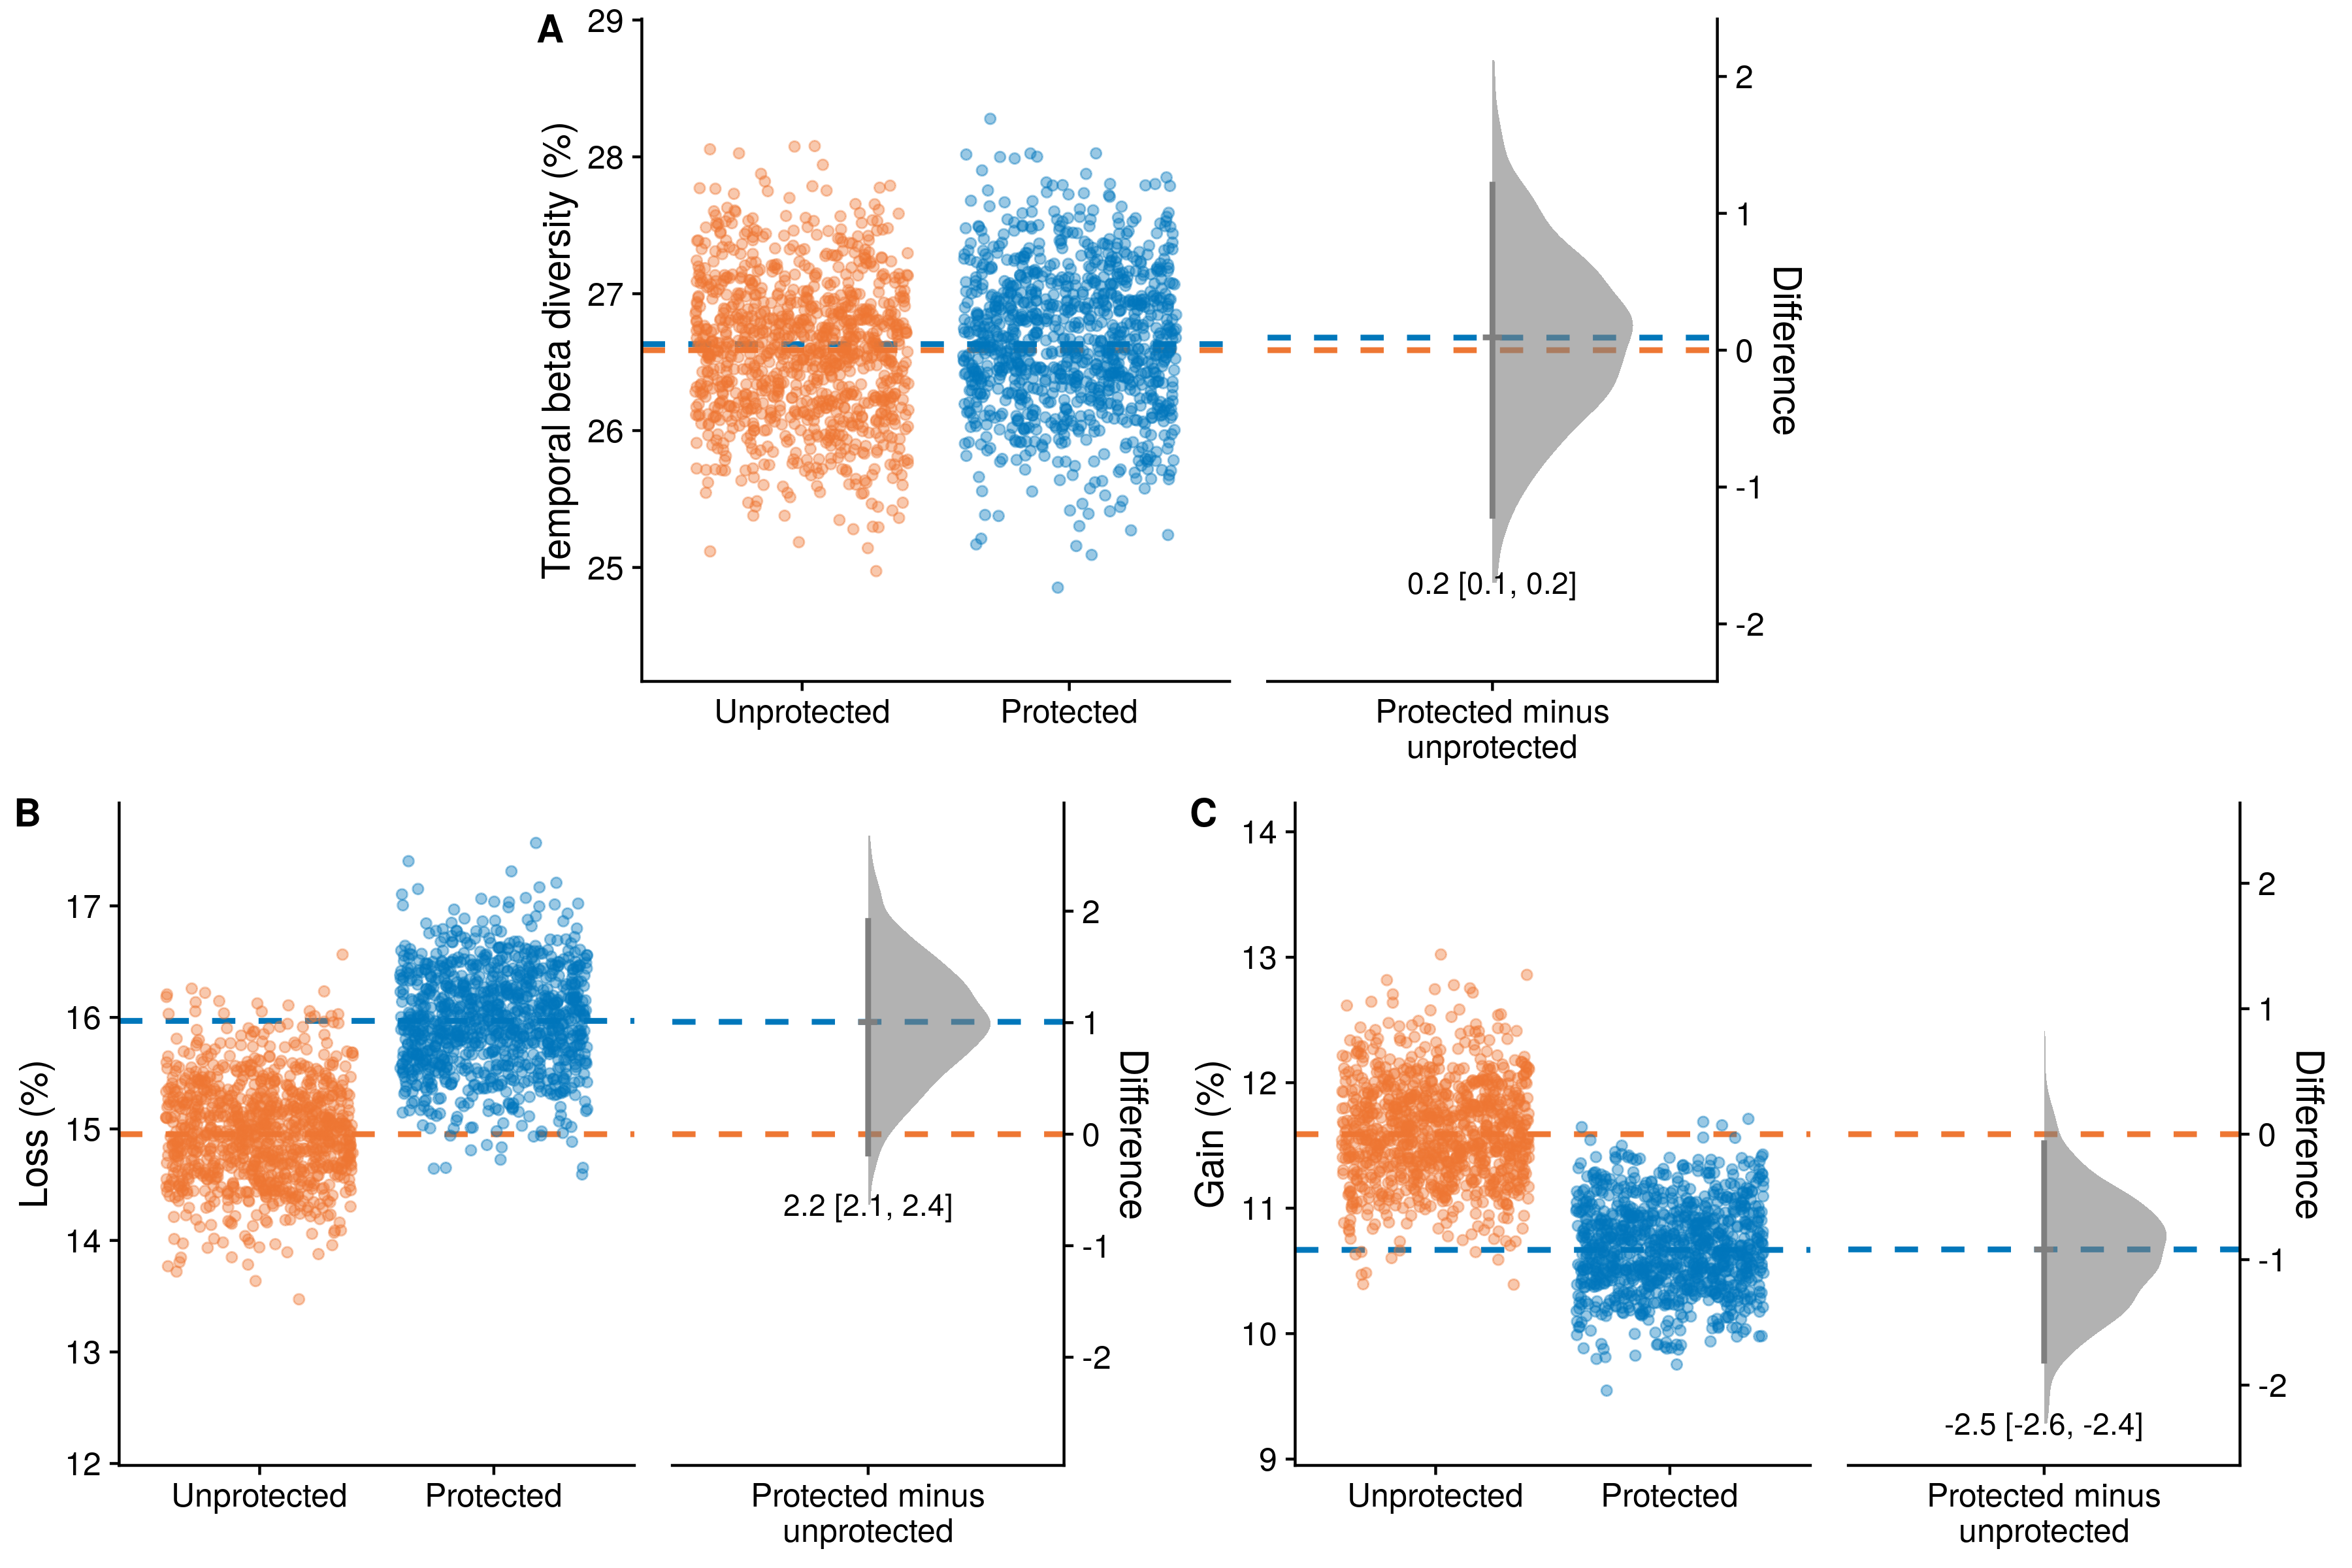 A
29
28
27
26
25
Temporal beta diversity (%)
2
1
0
-1
-2
Difference
0.2 [0.1, 0.2]
Unprotected
Protected
Protected minus
unprotected
B
17
16
15
14
13
12
Loss (%)
2
1
0
-1
-2
Difference
2.2 [2.1, 2.4]
Unprotected
Protected
Protected minus
unprotected
C
14
13
12
11
10
9
Gain (%)
2
1
0
-1
-2
Difference
-2.5 [-2.6, -2.4]
Unprotected
Protected
Protected minus
unprotected